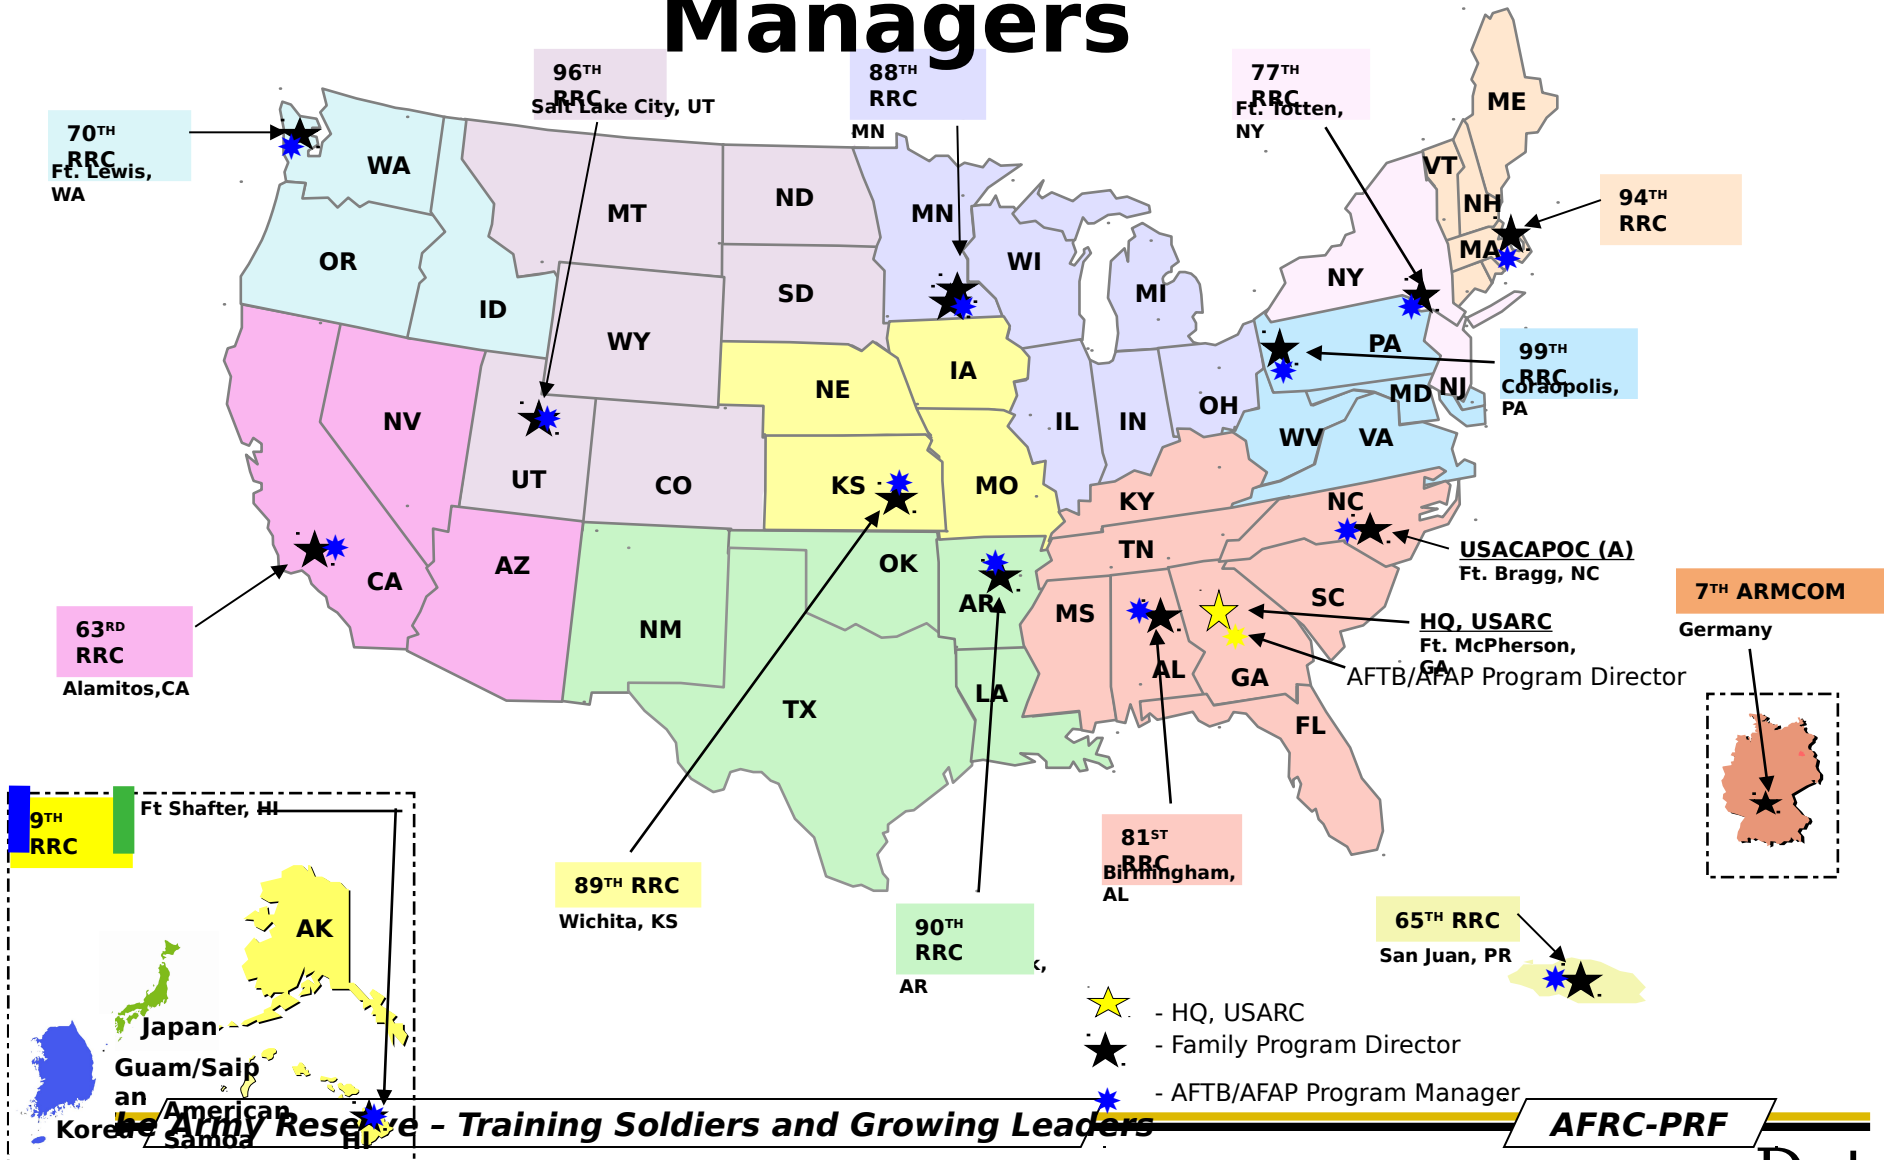 Managers
96TH
RRC
Salt Lake City, UT
88TH
RRC
MN
77TH
RRC
Ft. Totten,
NY
70TH
RRC
Ft. Lewis,
WA
94TH
RRC
99TH
RRC
Coraopolis,
PA
WA
OR
ID
MT
ND
SD
WY
MN
WI
MI
NY
VT
NH
ME
MA
PA
NJ
MD
NV
CA
UT
CO
AZ
NM
NE
KS
IA
MO
IL
IN
OH
WV
VA
KY
TN
NC
SC
OK
AR
TX
LA
MS
AL
GA
FL
USACAPOC (A)
Ft. Bragg, NC
HQ, USARC
Ft. McPherson,
GA
AFTB/AFAP Program Director
7TH ARMCOM
Germany
63RD
RRC
Alamitos,CA
9TH
RRC
Ft Shafter, HI
AK
Japan
Guam/Saip
an
American
Samoa
Korea
HI
89TH RRC
Wichita, KS
90TH
RRC
k,
AR
81ST
RRC
Birmingham,
AL
65TH RRC
San Juan, PR
- HQ, USARC
- Family Program Director
- AFTB/AFAP Program Manager
he Army Reserve – Training Soldiers and Growing Leaders
AFRC-PRF